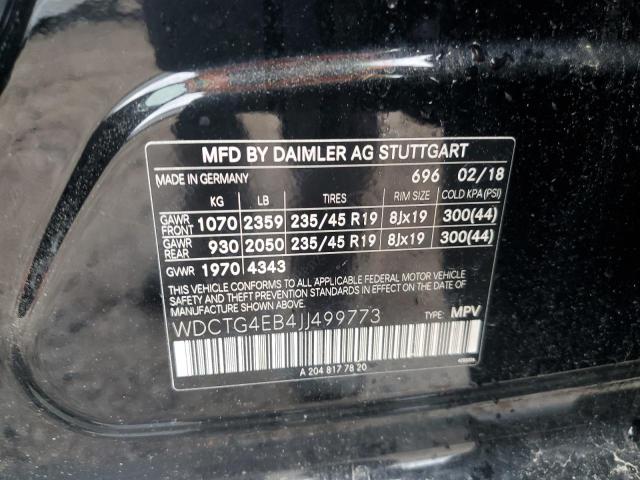 MFD BY DAIMLER AG STUTTGART
MADE IN GERMANY 696 02/18
KG LB TIRES RIM SIZE COLD KPA(PSI)
GAWR FRONT 1070 2359 235/45 R19 8Jx19 300(44)
GAWR REAR 930 2050 235/45 R19 8Jx19 300(44)
GVWR 1970 4343
THIS VEHICLE CONFORMS TO ALL APPLICABLE FEDERAL MOTOR VEHICLE
SAFETY, BUMPER, AND THEFT PREVENTION STANDARDS IN EFFECT ON THE DATE
OF MANUFACTURE SHOWN ABOVE.
WDCTG4EB4JJ499773 TYPE: MPV
A 204 817 78 20